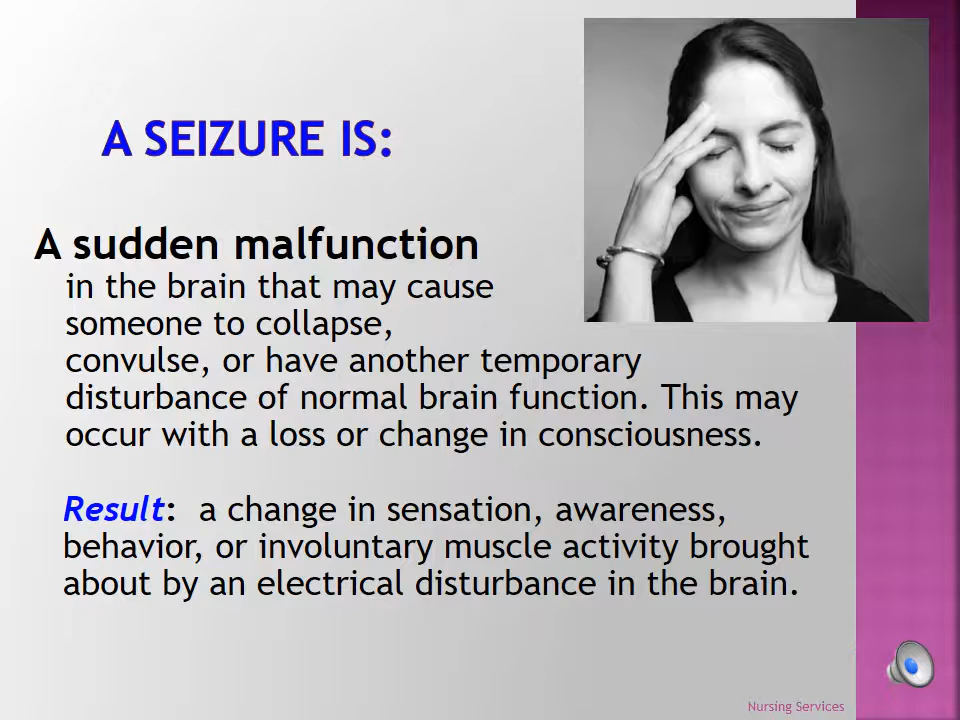 A SEIZURE IS:
A sudden malfunction
in the brain that may cause
someone to collapse,
convulse, or have another temporary
disturbance of normal brain function. This may
occur with a loss or change in consciousness.
Result: a change in sensation, awareness,
behavior, or involuntary muscle activity brought
about by an electrical disturbance in the brain.
Nursing Services